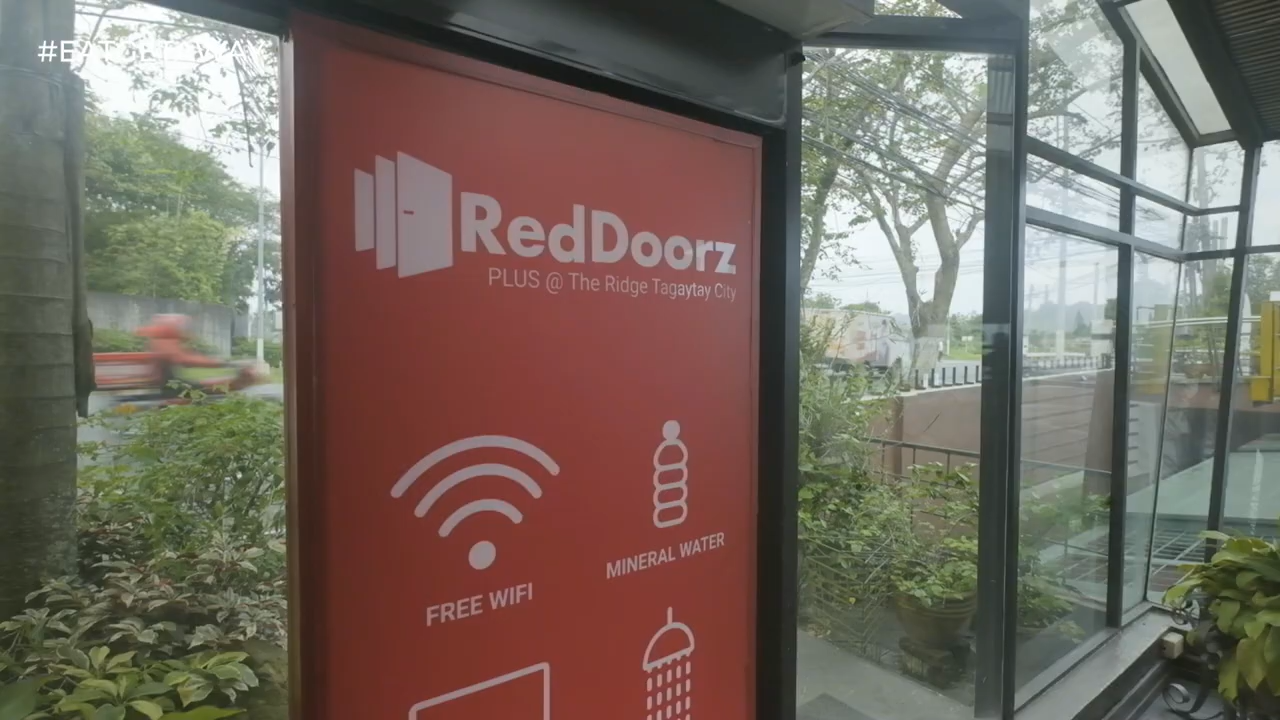 RedDoorz
PLUS @ The Ridge Tagaytay City
FREE WIFI
MINERAL WATER